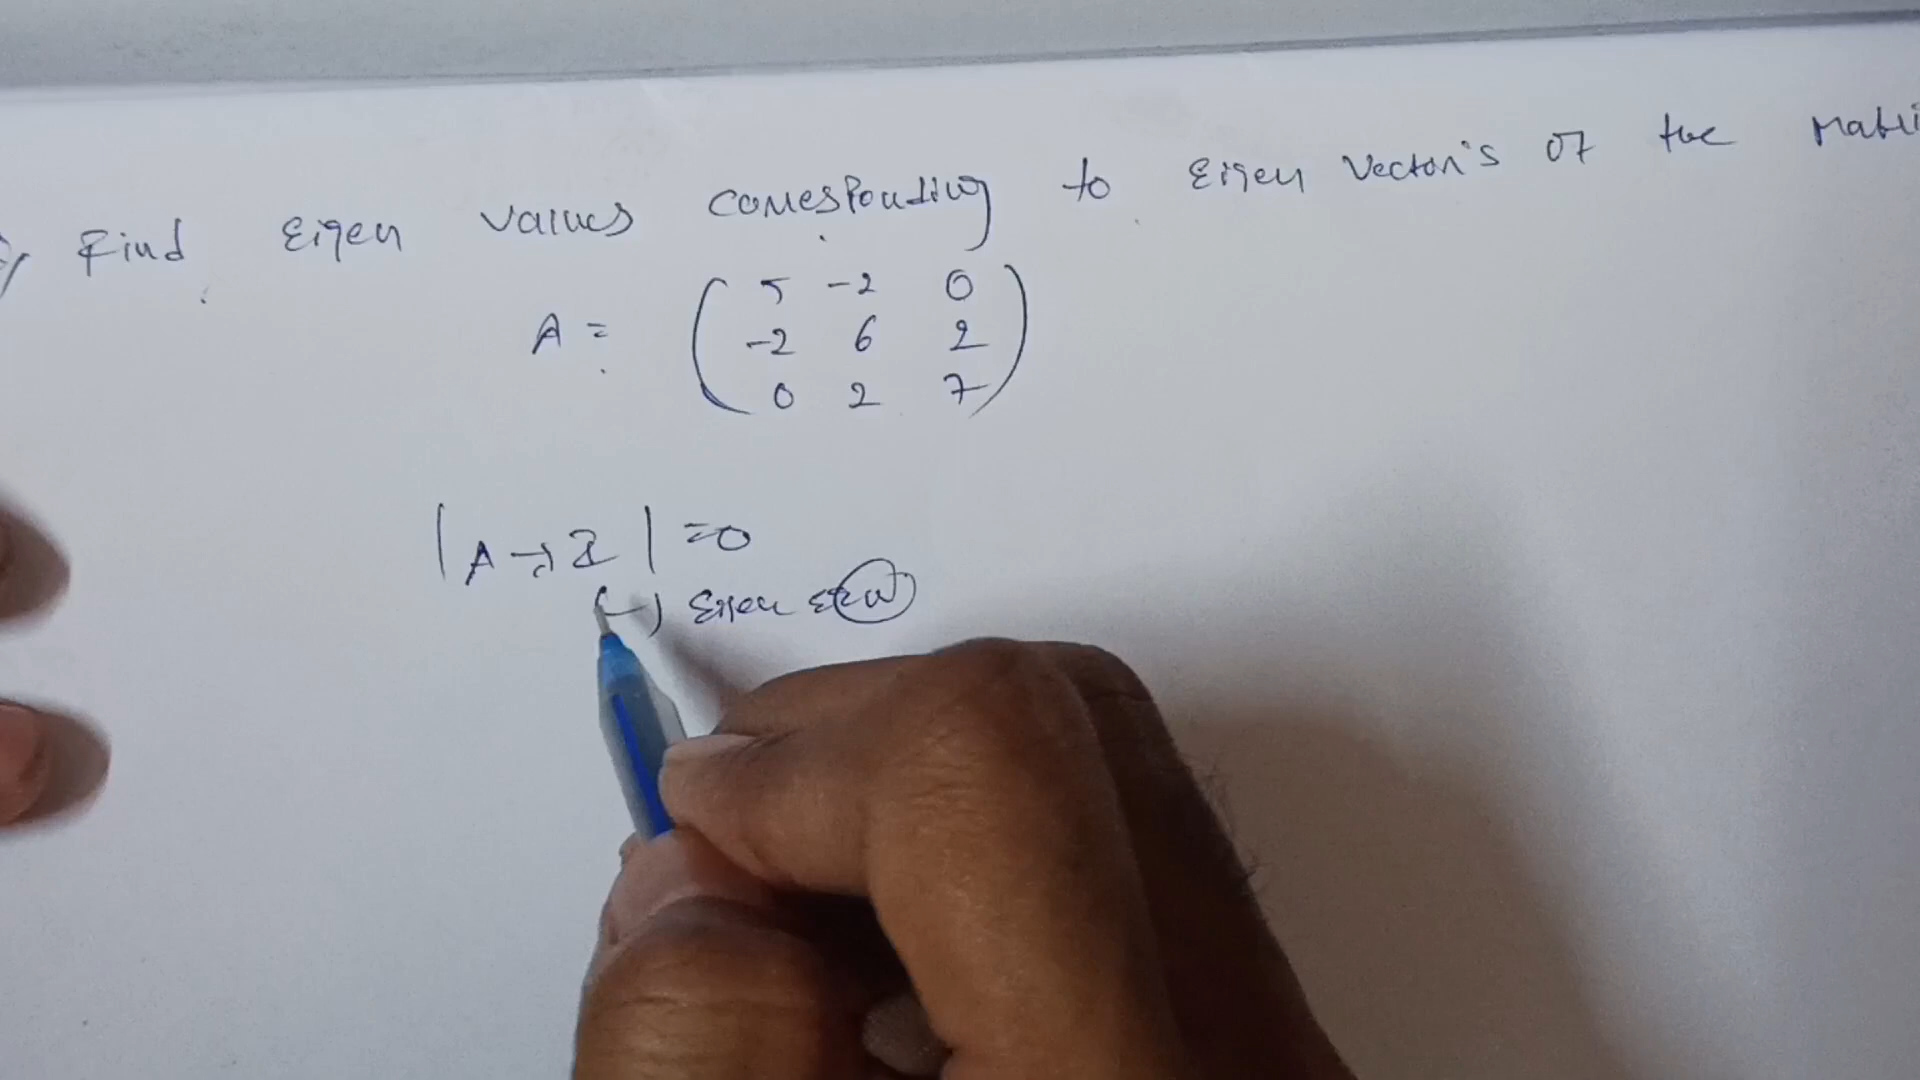 Find Eigen values corresponding to Eigen vector's of the Matri
A = ( 5 -2 0
-2 6 2
0 2 7 )
|A-λI| =0
(-) Eigen